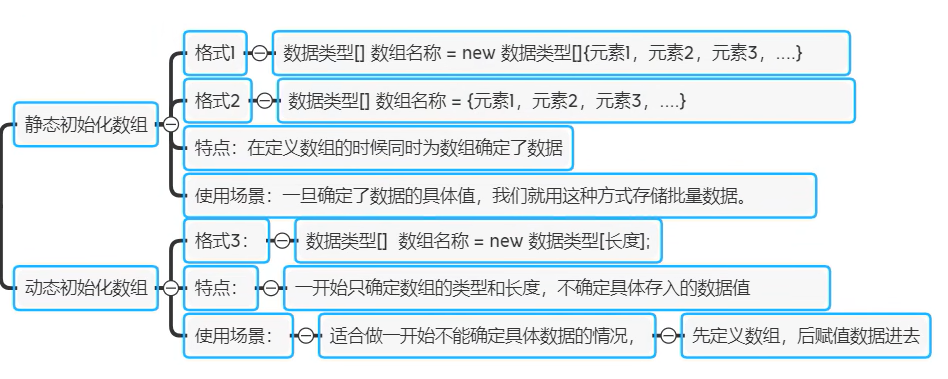 格式1
数据类型[] 数组名称 = new 数据类型[]{元素1，元素2，元素3，....}
格式2
数据类型[] 数组名称 = {元素1，元素2，元素3，....}
静态初始化数组
特点：在定义数组的时候同时为数组确定了数据
使用场景：一旦确定了数据的具体值，我们就用这种方式存储批量数据。
格式3：
数据类型[]  数组名称 = new 数据类型[长度];
动态初始化数组
特点：
一开始只确定数组的类型和长度，不确定具体存入的数据值
使用场景：
适合做一开始不能确定具体数据的情况，
先定义数组，后赋值数据进去